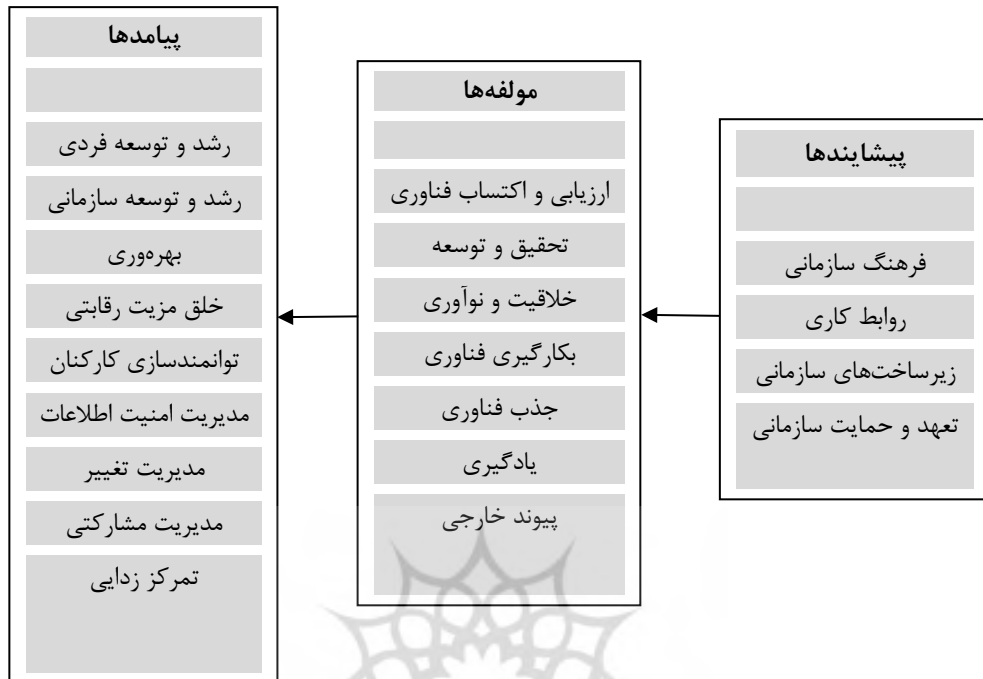 پیشایندها
فرهنگ سازمانی
روابط کاری
زیرساخت‌های سازمانی
تعهد و حمایت سازمانی
مولفه‌ها
ارزیابی و اکتساب فناوری
تحقیق و توسعه
خلاقیت و نوآوری
بکارگیری فناوری
جذب فناوری
یادگیری
پیوند خارجی
پیامدها
رشد و توسعه فردی
رشد و توسعه سازمانی
بهره‌وری
خلق مزیت رقابتی
توانمندسازی کارکنان
مدیریت امنیت اطلاعات
مدیریت تغییر
مدیریت مشارکتی
تمرکز زدایی